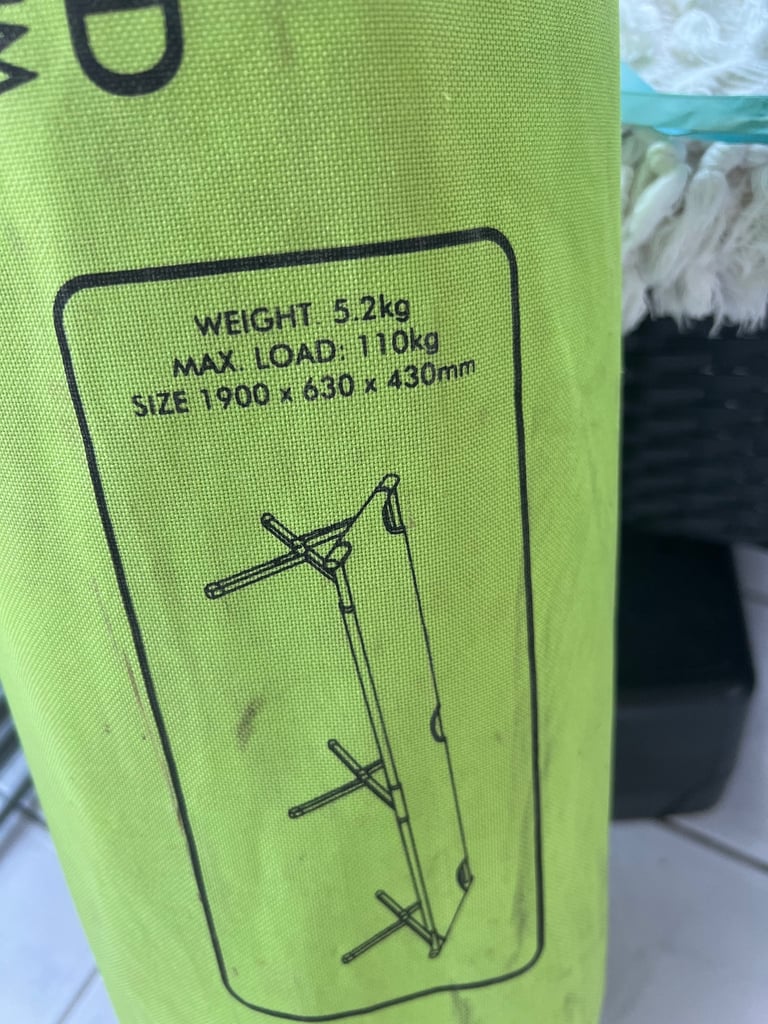 D
M
WEIGHT. 5.2kg
MAX. LOAD: 110kg
SIZE 1900 x 630 x 430mm